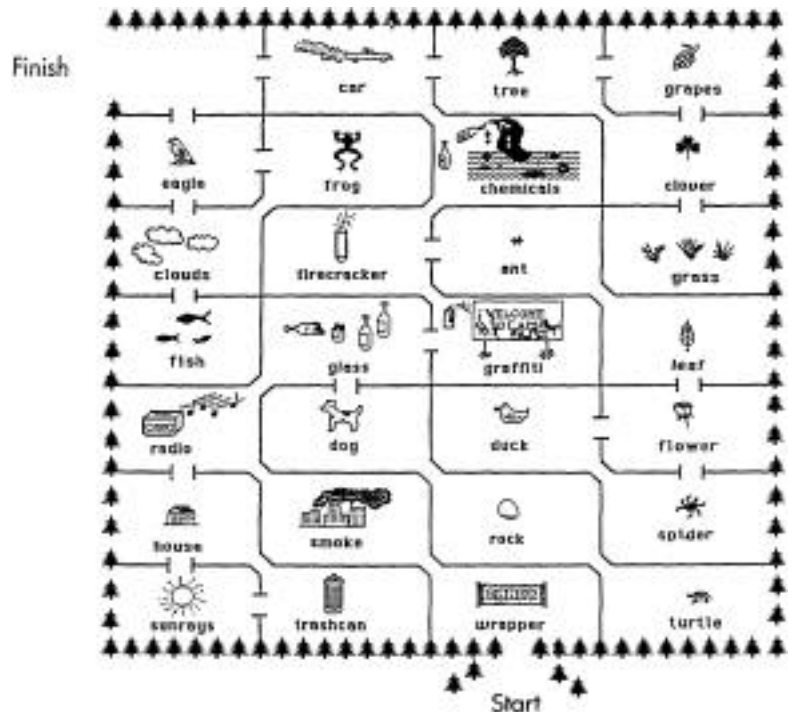 Finish
car
tree
grapes
eagle
frog
chemicals
clover
clouds
firecracker
ant
grass
WELCOME
fish
glass
graffiti
leaf
radio
dog
duck
flower
house
smoke
rock
spider
sunrays
trashcan
wrapper
turtle
Start